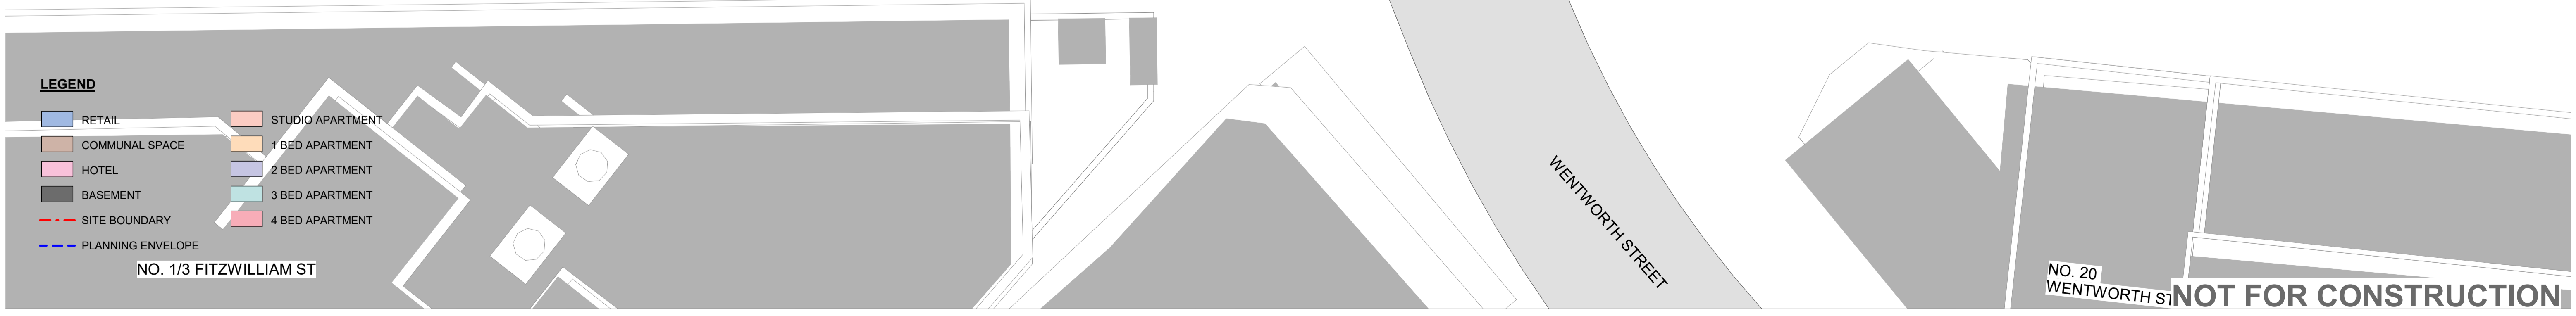 LEGEND
RETAIL
COMMUNAL SPACE
HOTEL
BASEMENT
SITE BOUNDARY
PLANNING ENVELOPE
STUDIO APARTMENT
1 BED APARTMENT
2 BED APARTMENT
3 BED APARTMENT
4 BED APARTMENT
NO. 1/3 FITZWILLIAM ST
WENTWORTH STREET
NO. 20
WENTWORTH ST
NOT FOR CONSTRUCTION